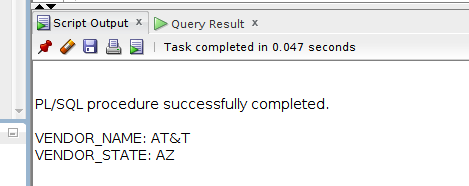 Script Output x Query Result x
Task completed in 0.047 seconds
PL/SQL procedure successfully completed.
VENDOR_NAME: AT&T
VENDOR_STATE: AZ